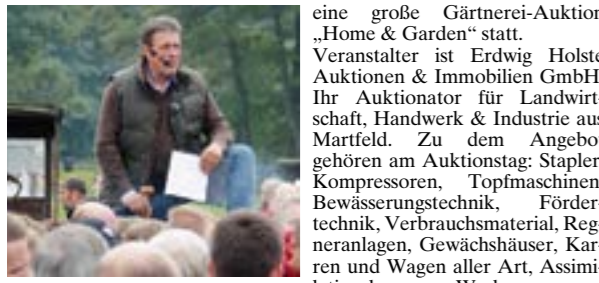 eine große Gärtnerei-Auktion
„Home & Garden“ statt.
Veranstalter ist Erdwig Holste
Auktionen & Immobilien GmbH
Ihr Auktionator für Landwirt-
schaft, Handwerk & Industrie aus
Martfeld. Zu dem Angebot
gehören am Auktionstag: Stapler,
Kompressoren, Topfmaschinen,
Bewässerungstechnik, Förder-
technik, Verbrauchsmaterial, Reg-
neranlagen, Gewächshäuser, Kar-
ren und Wagen aller Art, Assimi-